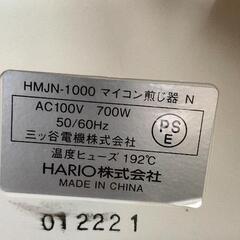 HMJN-1000 マイコン煎じ器 N
AC100V 700W
50/60Hz
三ッ谷電機株式会社
PS
E
温度ヒューズ 192℃
HARIO株式会社
MADE IN CHINA
012221